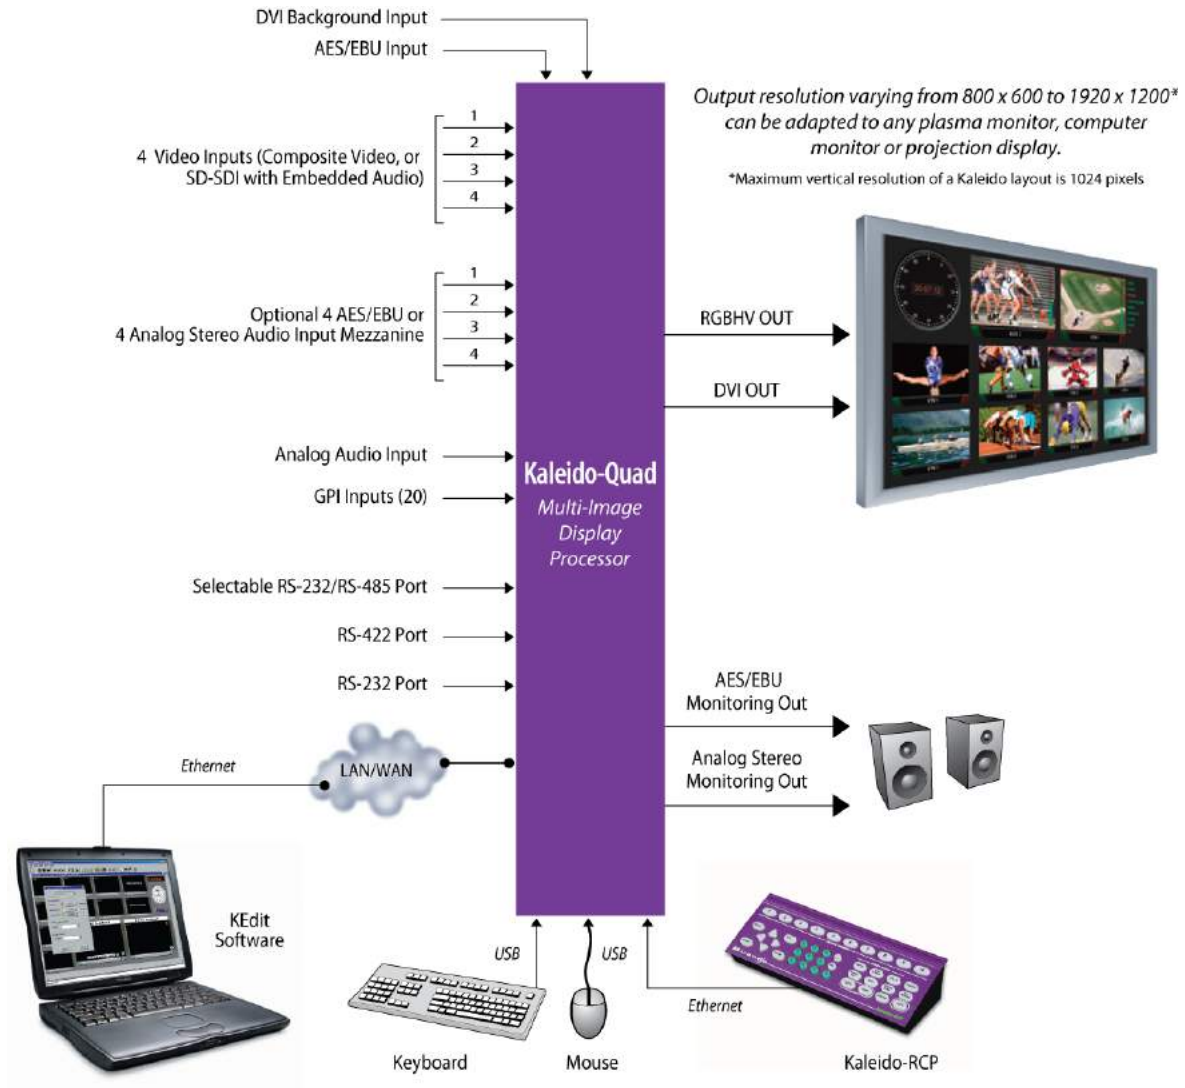 DVI Background Input
AES/EBU Input
Output resolution varying from 800 x 600 to 1920 x 1200*
can be adapted to any plasma monitor, computer
monitor or projection display.
*Maximum vertical resolution of a Kaleido layout is 1024 pixels
1
2
3
4
4 Video Inputs (Composite Video, or
SD-SDI with Embedded Audio)
1
2
3
4
Optional 4 AES/EBU or
4 Analog Stereo Audio Input Mezzanine
RGBHV OUT
DVI OUT
Analog Audio Input
GPI Inputs (20)
Kaleido-Quad
Multi-Image
Display
Processor
Selectable RS-232/RS-485 Port
RS-422 Port
RS-232 Port
AES/EBU
Monitoring Out
Analog Stereo
Monitoring Out
Ethernet
LAN/WAN
KEdit
Software
USB
USB
Ethernet
Keyboard
Mouse
Kaleido-RCP